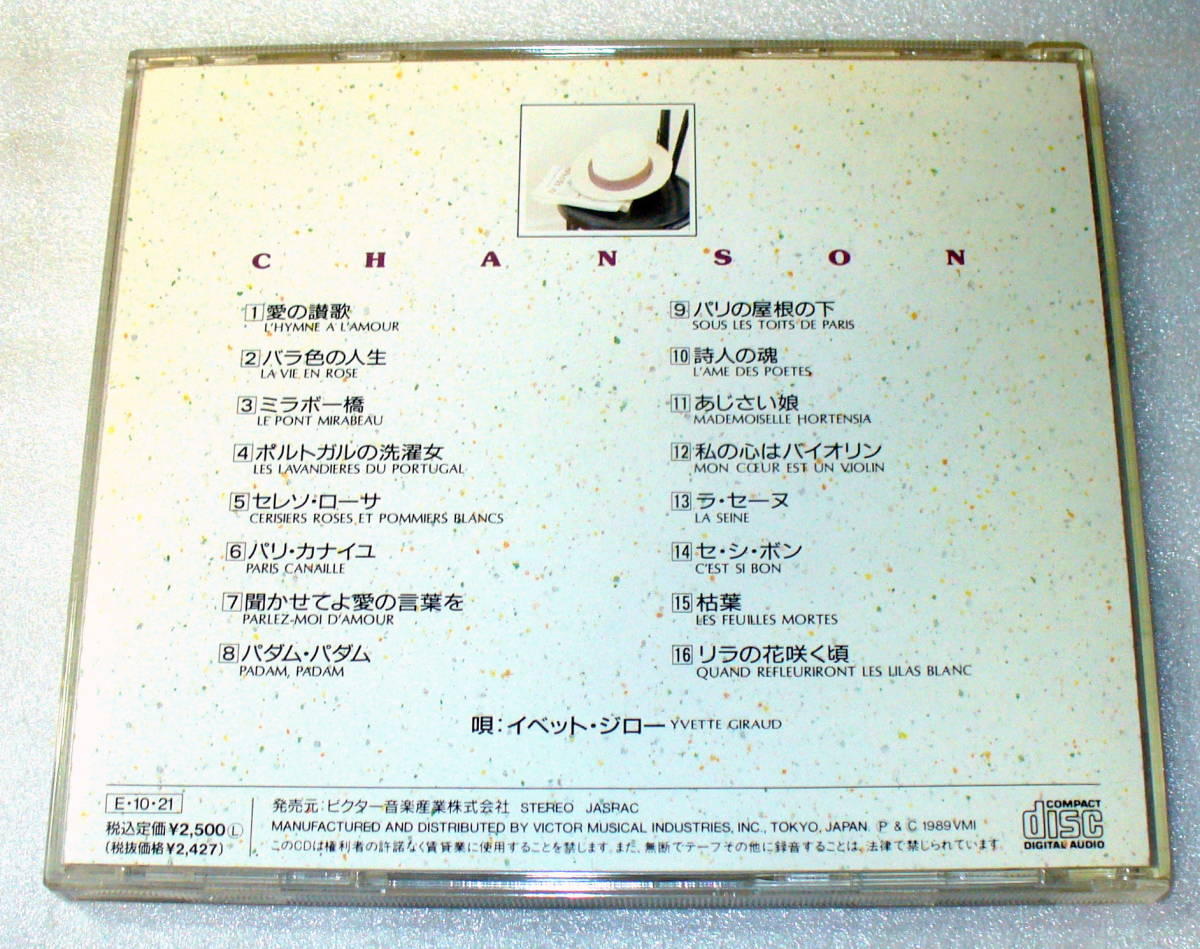 CHANSON
1 愛の讃歌
L'HYMNE A L'AMOUR
2 バラ色の人生
LA VIE EN ROSE
3 ミラボー橋
LE PONT MIRABEAU
4 ポルトガルの洗濯女
LES LAVANDIERES DU PORTUGAL
5 セレソ・ローサ
CERISIERS ROSES ET POMMIERS BLANCS
6 パリ・カナイユ
PARIS CANAILLE
7 聞かせてよ愛の言葉を
PARLEZ-MOI D'AMOUR
8 パダム・パダム
PADAM, PADAM
9 パリの屋根の下
SOUS LES TOITS DE PARIS
10 詩人の魂
L'AME DES POETES
11 あじさい娘
MADEMOISELLE HORTENSIA
12 私の心はバイオリン
MON CŒUR EST UN VIOLIN
13 ラ・セーヌ
LA SEINE
14 セ・シ・ボン
C'EST SI BON
15 枯葉
LES FEUILLES MORTES
16 リラの花咲く頃
QUAND REFLEURIRONT LES LILAS BLANC
唄:イベット・ジロー YVETTE GIRAUD
E・10・21
税込定価¥2,500 Ⓛ
(税抜価格¥2,427)
発売元:ビクター音楽産業株式会社 STEREO JASRAC
MANUFACTURED AND DISTRIBUTED BY VICTOR MUSICAL INDUSTRIES, INC., TOKYO, JAPAN. P & C 1989 VMI
このCDは権利者の許諾なく賃貸業に使用することを禁じます。また、無断でテープその他に録音することは、法律で禁じられています。
COMPACT
disc
DIGITAL AUDIO